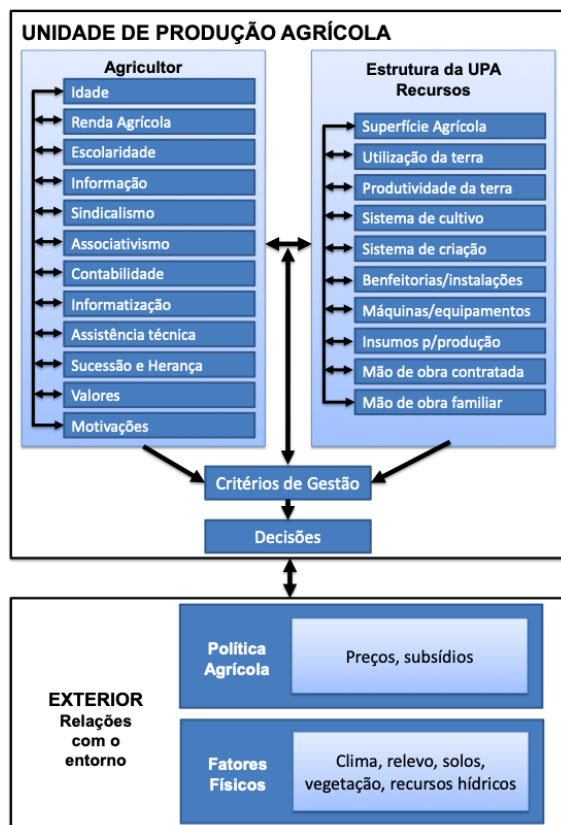 UNIDADE DE PRODUÇÃO AGRÍCOLA
Agricultor
Idade
Renda Agrícola
Escolaridade
Informação
Sindicalismo
Associativismo
Contabilidade
Informatização
Assistência técnica
Sucessão e Herança
Valores
Motivações
Estrutura da UPA
Recursos
Superfície Agrícola
Utilização da terra
Produtividade da terra
Sistema de cultivo
Sistema de criação
Benfeitorias/instalações
Máquinas/equipamentos
Insumos p/produção
Mão de obra contratada
Mão de obra familiar
Critérios de Gestão
Decisões
EXTERIOR
Relações
com o
entorno
Política
Agrícola
Preços, subsídios
Fatores
Físicos
Clima, relevo, solos,
vegetação, recursos hídricos